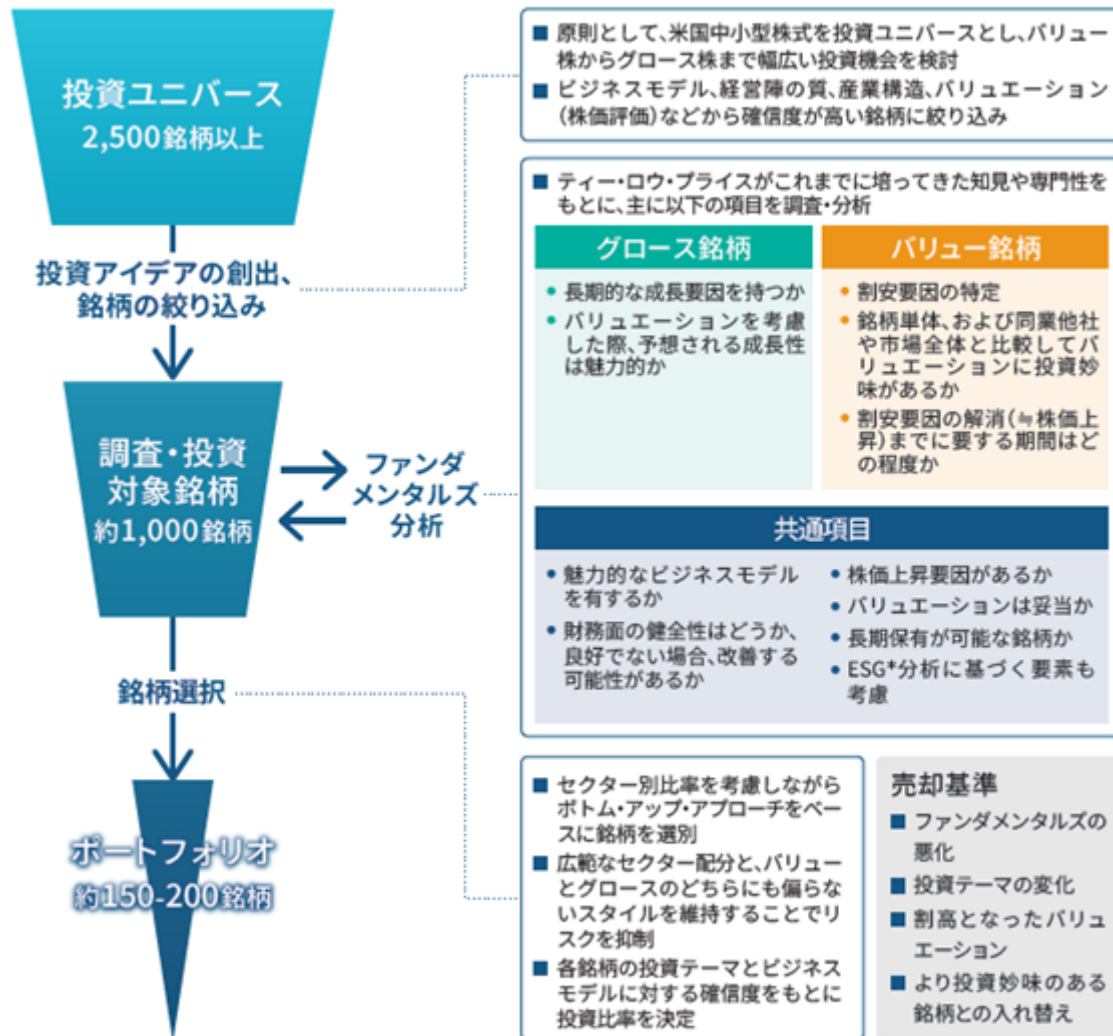 投資ユニバース
2,500銘柄以上
投資アイデアの創出、
銘柄の絞り込み
調査・投資
対象銘柄
約1,000銘柄
ファンダ
メンタルズ
分析
銘柄選択
ポートフォリオ
約150-200銘柄
■ 原則として、米国中小型株式を投資ユニバースとし、バリュー
株からグロース株まで幅広い投資機会を検討
■ ビジネスモデル、経営陣の質、産業構造、バリュエーション
（株価評価）などから確信度が高い銘柄に絞り込み
■ ティー・ロウ・プライスがこれまでに培ってきた知見や専門性を
もとに、主に以下の項目を調査・分析
グロース銘柄
• 長期的な成長要因を持つか
• バリュエーションを考慮
した際、予想される成長性
は魅力的か
バリュー銘柄
• 割安要因の特定
• 銘柄単体、および同業他社
や市場全体と比較してバ
リュエーションに投資妙
味があるか
• 割安要因の解消（≒株価上
昇）までに要する期間はど
の程度か
共通項目
• 魅力的なビジネスモデル
を有するか
• 財務面の健全性はどうか、
良好でない場合、改善する
可能性があるか
• 株価上昇要因があるか
• バリュエーションは妥当か
• 長期保有が可能な銘柄か
• ESG*分析に基づく要素も
考慮
■ セクター別比率を考慮しながら
ボトム・アップ・アプローチをベー
スに銘柄を選別
■ 広範なセクター配分と、バリュー
とグロースのどちらにも偏らな
いスタイルを維持することでリ
スクを抑制
■ 各銘柄の投資テーマとビジネス
モデルに対する確信度をもとに
投資比率を決定
売却基準
■ ファンダメンタルズの
悪化
■ 投資テーマの変化
■ 割高となったバリュ
エーション
■ より投資妙味のある
銘柄との入れ替え